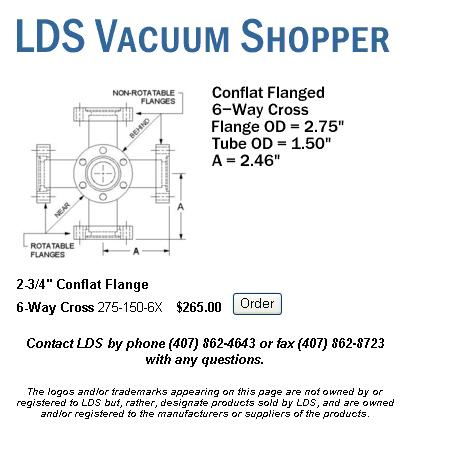 LDS VACUUM SHOPPER
NON-ROTATABLE
FLANGES
BEHIND
NEAR
A
A
ROTATABLE
FLANGES
Conflat Flanged
6-Way Cross
Flange OD = 2.75"
Tube OD = 1.50"
A = 2.46"
2-3/4" Conflat Flange
6-Way Cross 275-150-6X $265.00 Order
Contact LDS by phone (407) 862-4643 or fax (407) 862-8723
with any questions.
The logos and/or trademarks appearing on this page are not owned by or
registered to LDS but, rather, designate products sold by LDS, and are owned
and/or registered to the manufacturers or suppliers of the products.